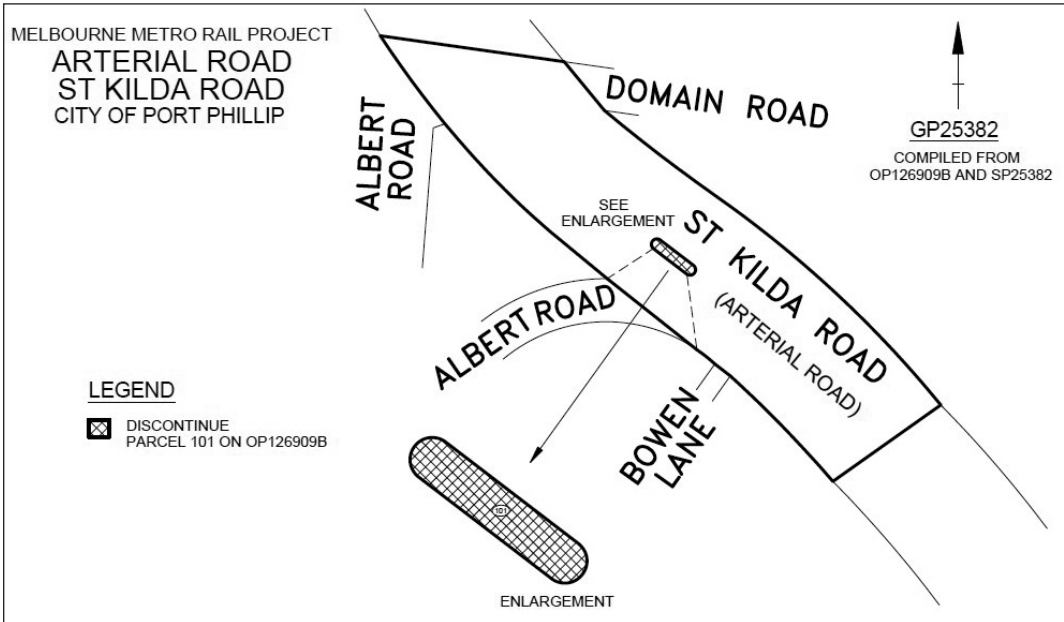 MELBOURNE METRO RAIL PROJECT
ARTERIAL ROAD
ST KILDA ROAD
CITY OF PORT PHILLIP
ALBERT
ROAD
DOMAIN ROAD
GP25382
COMPILED FROM
OP126909B AND SP25382
SEE
ENLARGEMENT
ST KILDA ROAD
(ARTERIAL ROAD)
ALBERT ROAD
BOWEN
LANE
LEGEND
DISCONTINUE
PARCEL 101 ON OP126909B
101
ENLARGEMENT